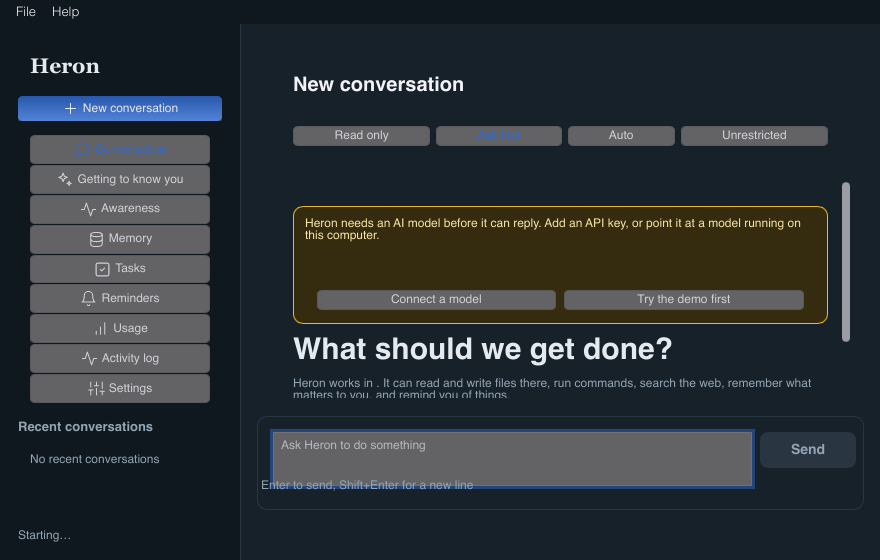 File Help
Heron
New conversation
Conversation
Getting to know you
Awareness
Memory
Tasks
Reminders
Usage
Activity log
Settings
Recent conversations
No recent conversations
Starting…
New conversation
Read only
Ask first
Auto
Unrestricted
Heron needs an AI model before it can reply. Add an API key, or point it at a model running on
this computer.
Connect a model
Try the demo first
What should we get done?
Heron works in . It can read and write files there, run commands, search the web, remember what
matters to you, and remind you of things.
Ask Heron to do something
Send
Enter to send, Shift+Enter for a new line